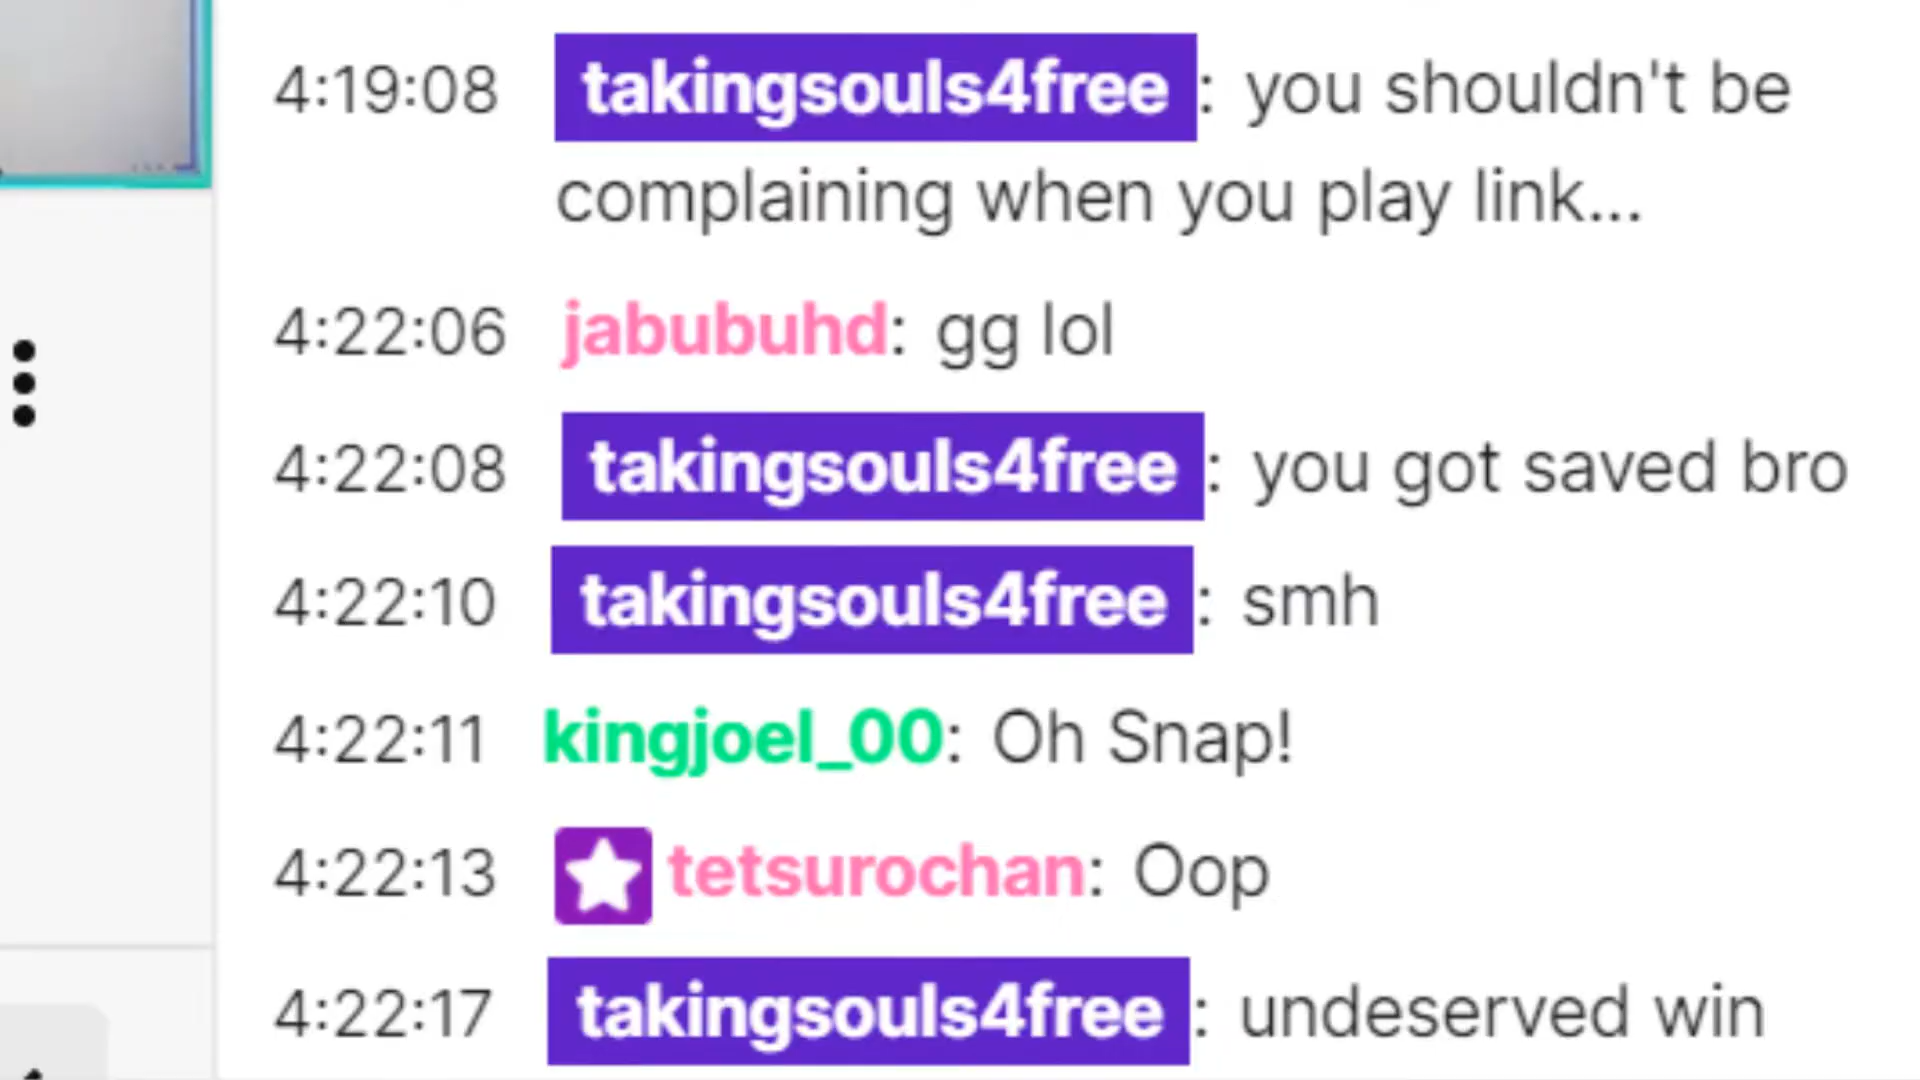 4:19:08 takingsouls4free: you shouldn't be
complaining when you play link...
4:22:06 jabubuhd: gg lol
4:22:08 takingsouls4free: you got saved bro
4:22:10 takingsouls4free: smh
4:22:11 kingjoel_00: Oh Snap!
4:22:13 tetsurochan: Oop
4:22:17 takingsouls4free: undeserved win